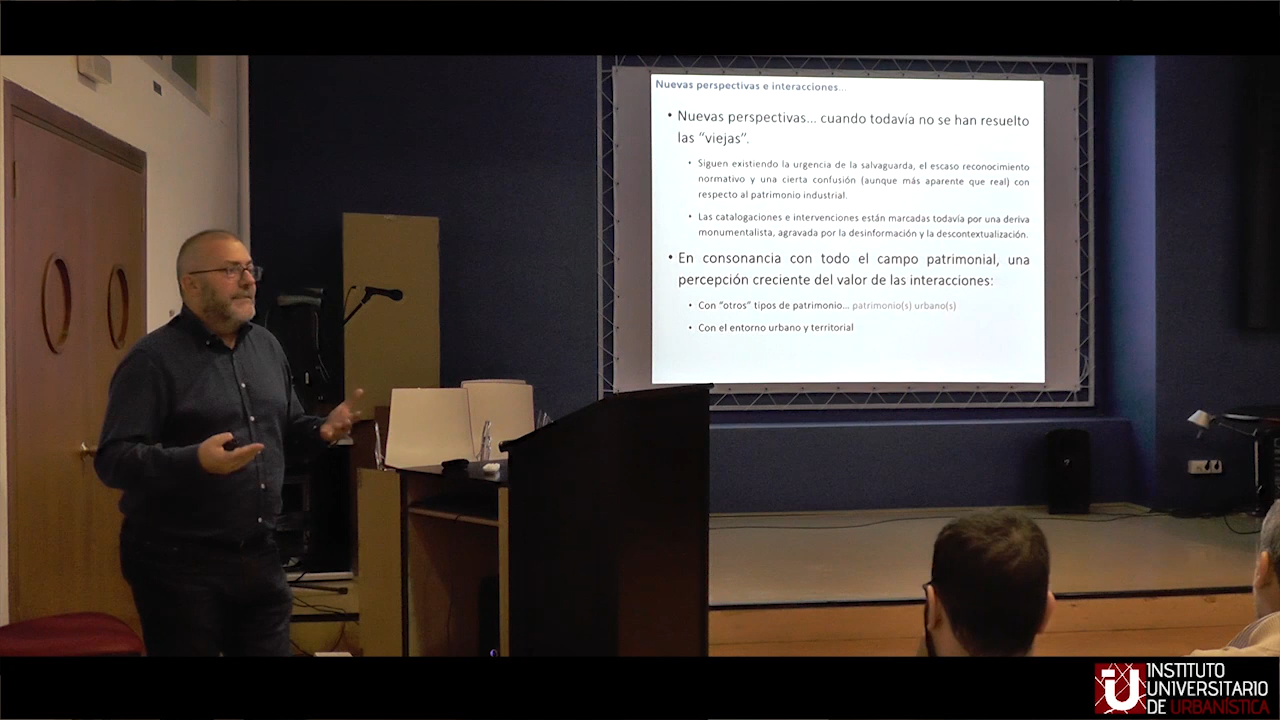 Nuevas perspectivas e interacciones...
• Nuevas perspectivas... cuando todavía no se han resuelto
las "viejas".
• Siguen existiendo la urgencia de la salvaguarda, el escaso reconocimiento
normativo y una cierta confusión (aunque más aparente que real) con
respecto al patrimonio industrial.
• Las catalogaciones e intervenciones están marcadas todavía por una deriva
monumentalista, agravada por la desinformación y la descontextualización.
• En consonancia con todo el campo patrimonial, una
percepción creciente del valor de las interacciones:
• Con "otros" tipos de patrimonio... patrimonio(s) urbano(s)
• Con el entorno urbano y territorial
iU INSTITUTO
UNIVERSITARIO
DE URBANÍSTICA